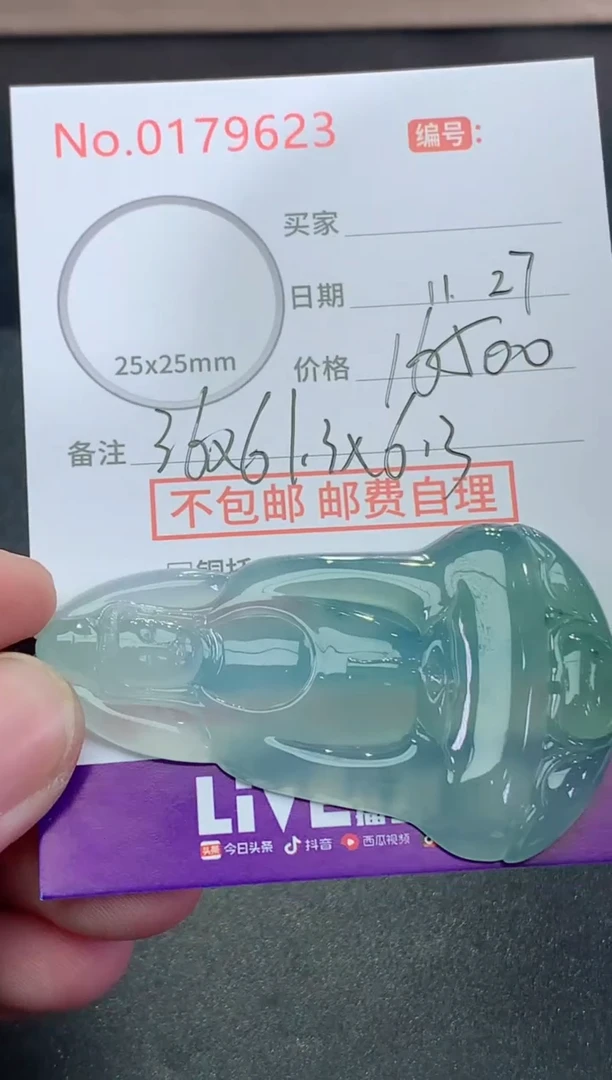 No.0179623 编号:
买家
日期 11.27
25x25mm
价格 16500
备注 36x61.3x6.3
不包邮 邮费自理
LiVE
今日头条 抖音 西瓜视频